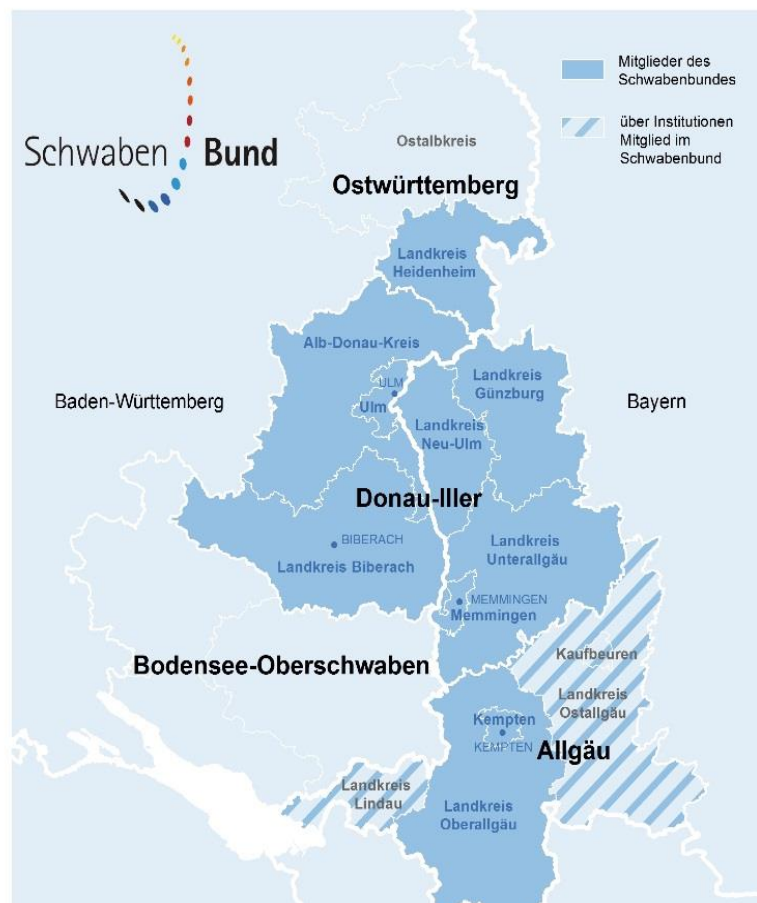 Schwaben Bund
Mitglieder des
Schwabenbundes
über Institutionen
Mitglied im
Schwabenbund
Ostalbkreis
Ostwürttemberg
Landkreis
Heidenheim
Alb-Donau-Kreis
ULM
Ulm
Landkreis
Günzburg
Baden-Württemberg
Bayern
Landkreis
Neu-Ulm
Donau-Iller
BIBERACH
Landkreis Biberach
Landkreis
Unterallgäu
MEMMINGEN
Memmingen
Bodensee-Oberschwaben
Kaufbeuren
Landkreis
Ostallgäu
Kempten
KEMPTEN
Allgäu
Landkreis
Lindau
Landkreis
Oberallgäu